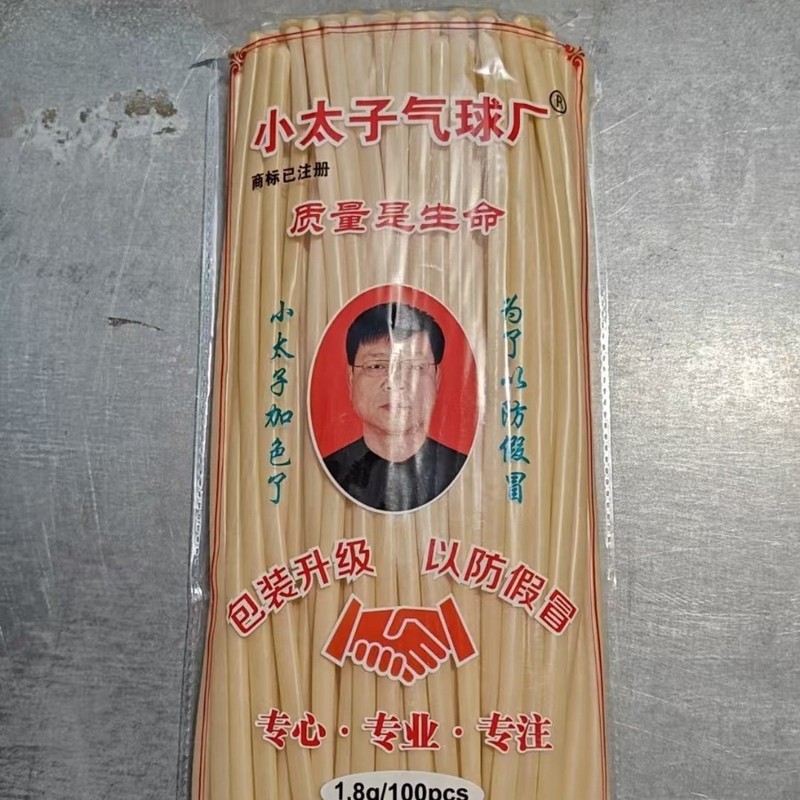 小太子气球厂®
商标已注册
质量是生命
小太子加色了
为了以防假冒
包装升级 以防假冒
专心·专业·专注
1.8g/100pcs